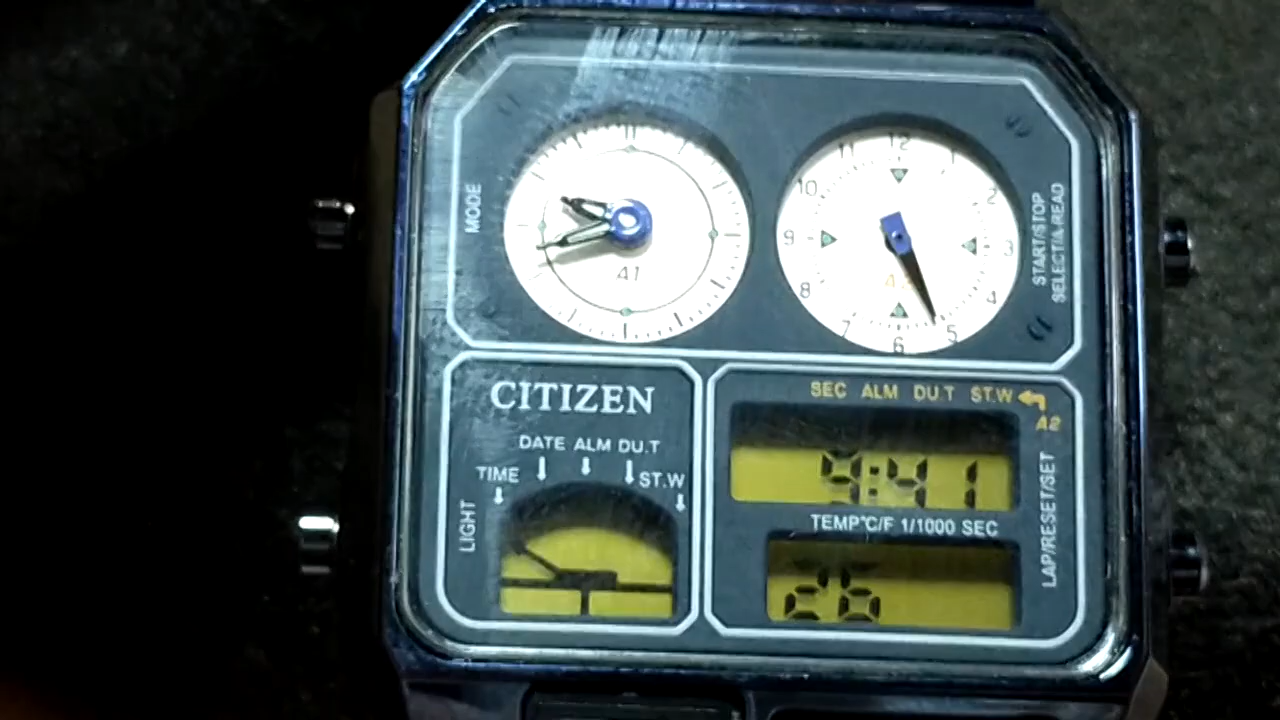 12
11
1
10
2
9
3
8
4
7
5
6
A1
MODE
START/STOP
SELECT/A-READ
CITIZEN
DATE ALM DU.T
TIME
ST.W
LIGHT
SEC ALM DU.T ST.W
A2
9:41
TEMP°C/F 1/1000 SEC
26
LAP/RESET/SET